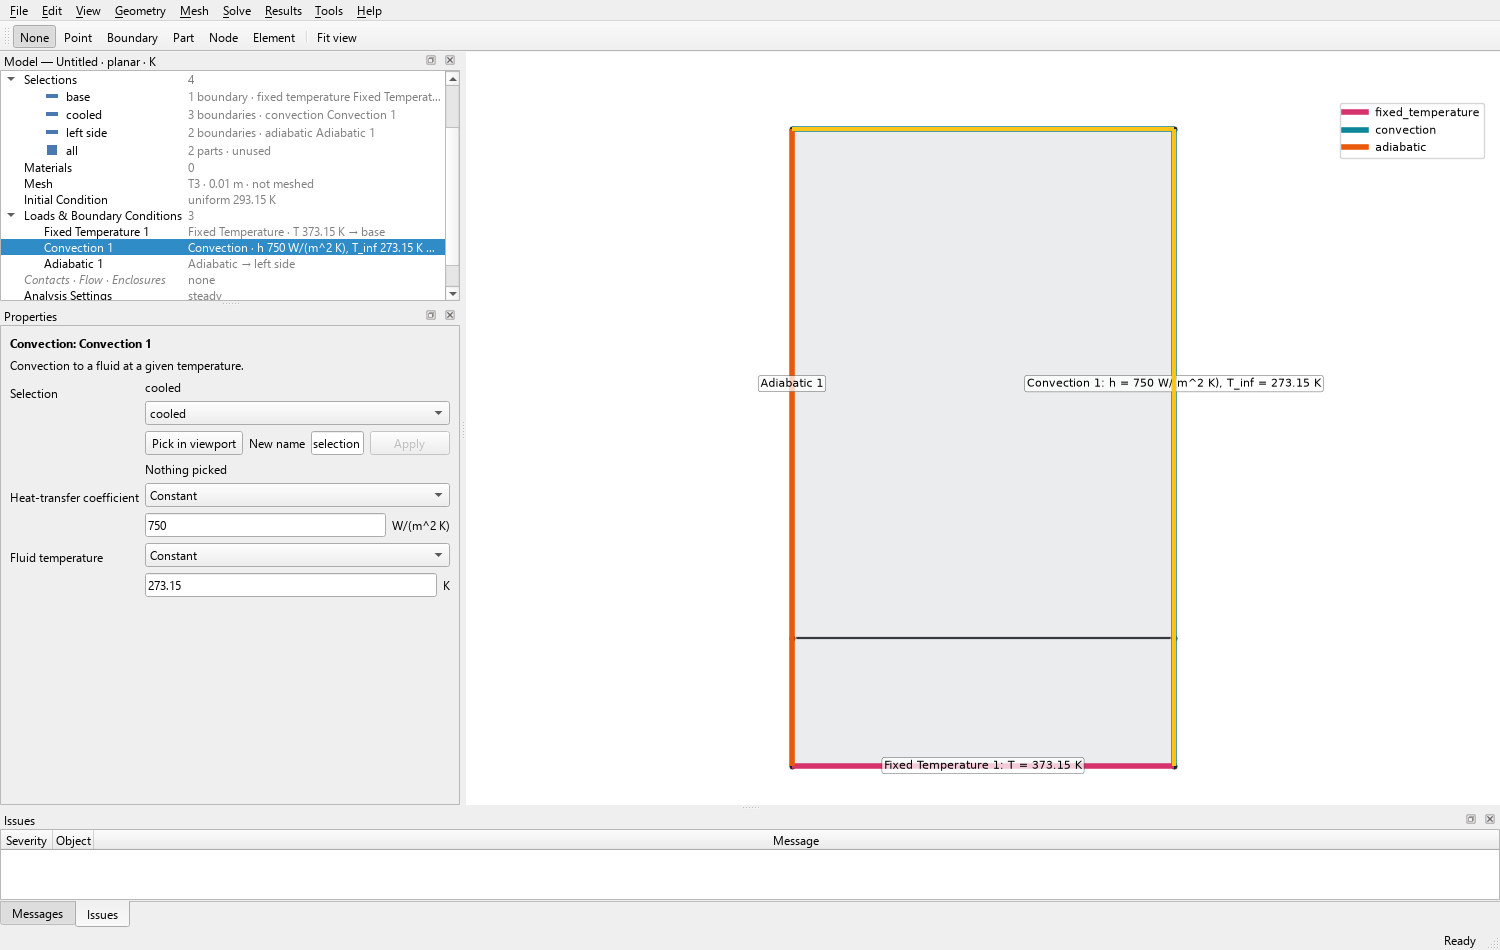 File Edit View Geometry Mesh Solve Results Tools Help
None Point Boundary Part Node Element Fit view
Model — Untitled · planar · K
Selections 4
base 1 boundary · fixed temperature Fixed Temperat...
cooled 3 boundaries · convection Convection 1
left side 2 boundaries · adiabatic Adiabatic 1
all 2 parts · unused
Materials 0
Mesh T3 · 0.01 m · not meshed
Initial Condition uniform 293.15 K
Loads & Boundary Conditions 3
Fixed Temperature 1 Fixed Temperature · T 373.15 K → base
Convection 1 Convection · h 750 W/(m^2 K), T_inf 273.15 K ...
Adiabatic 1 Adiabatic → left side
Contacts · Flow · Enclosures none
Analysis Settings steady
Properties
Convection: Convection 1
Convection to a fluid at a given temperature.
Selection cooled
cooled
Pick in viewport New name selection Apply
Nothing picked
Heat-transfer coefficient Constant
750 W/(m^2 K)
Fluid temperature Constant
273.15 K
fixed_temperature
convection
adiabatic
Adiabatic 1
Convection 1: h = 750 W/(m^2 K), T_inf = 273.15 K
Fixed Temperature 1: T = 373.15 K
Issues
Severity Object Message
Messages Issues
Ready